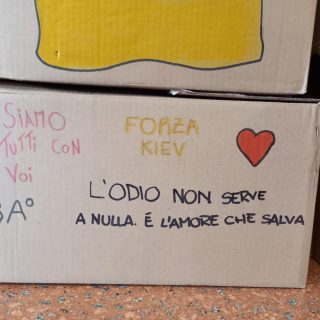 SIAMO
TUTTI CON
Voi
FORZA
KIEV
L'ODIO NON SERVE
A NULLA. É L'AMORE CHE SALVA